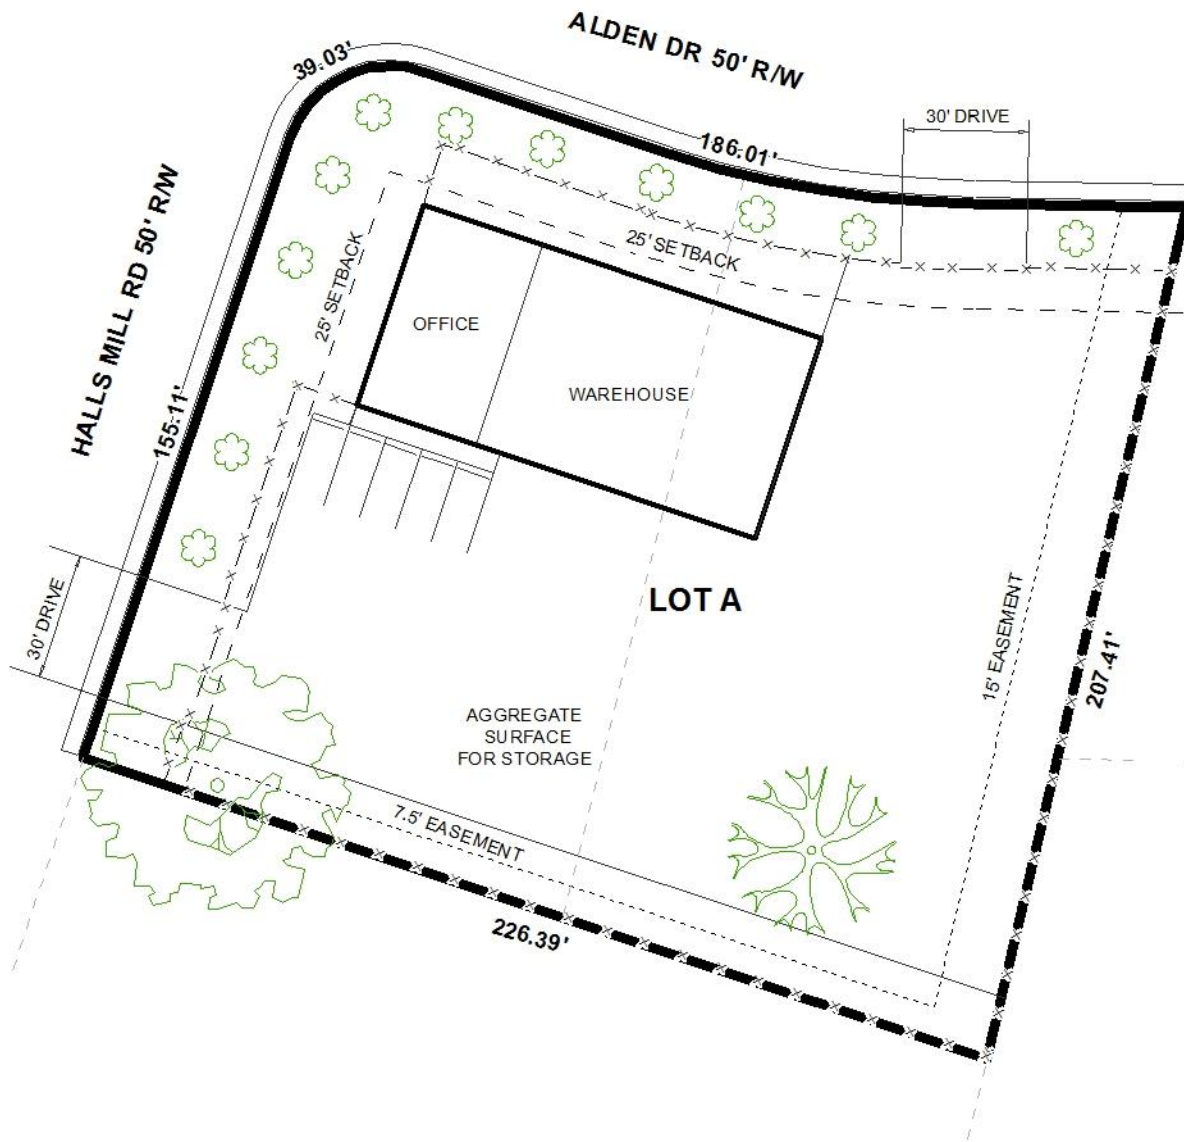 ALDEN DR 50' R/W
39.03'
186.01'
30' DRIVE
HALLS MILL RD 50' R/W
25' SETBACK
25' SETBACK
OFFICE
WAREHOUSE
155.11'
30' DRIVE
LOT A
15' EASEMENT
207.41'
AGGREGATE
SURFACE
FOR STORAGE
7.5' EASEMENT
226.39'